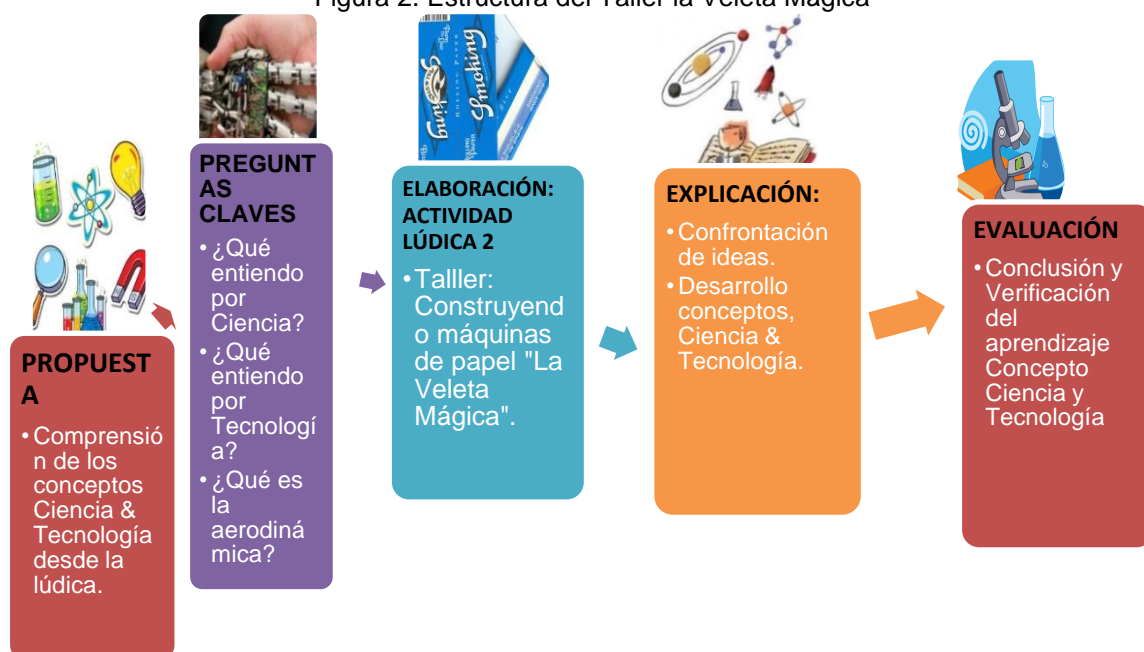 Figura 2. Estructura del Taller la Veleta Mágica
PROPUEST
A
• Comprensió
n de los
conceptos
Ciencia &
Tecnología
desde la
lúdica.
PREGUNT
AS
CLAVES
• ¿Qué
entiendo
por
Ciencia?
• ¿Qué
entiendo
por
Tecnologí
a?
• ¿Qué es
la
aerodiná
mica?
Smoking
ROLLING PAPER
Smoking
ELABORACIÓN:
ACTIVIDAD
LÚDICA 2
• Talller:
Construyend
o máquinas
de papel "La
Veleta
Mágica".
EXPLICACIÓN:
• Confrontación
de ideas.
• Desarrollo
conceptos,
Ciencia &
Tecnología.
EVALUACIÓN
• Conclusión y
Verificación
del
aprendizaje
Concepto
Ciencia y
Tecnología